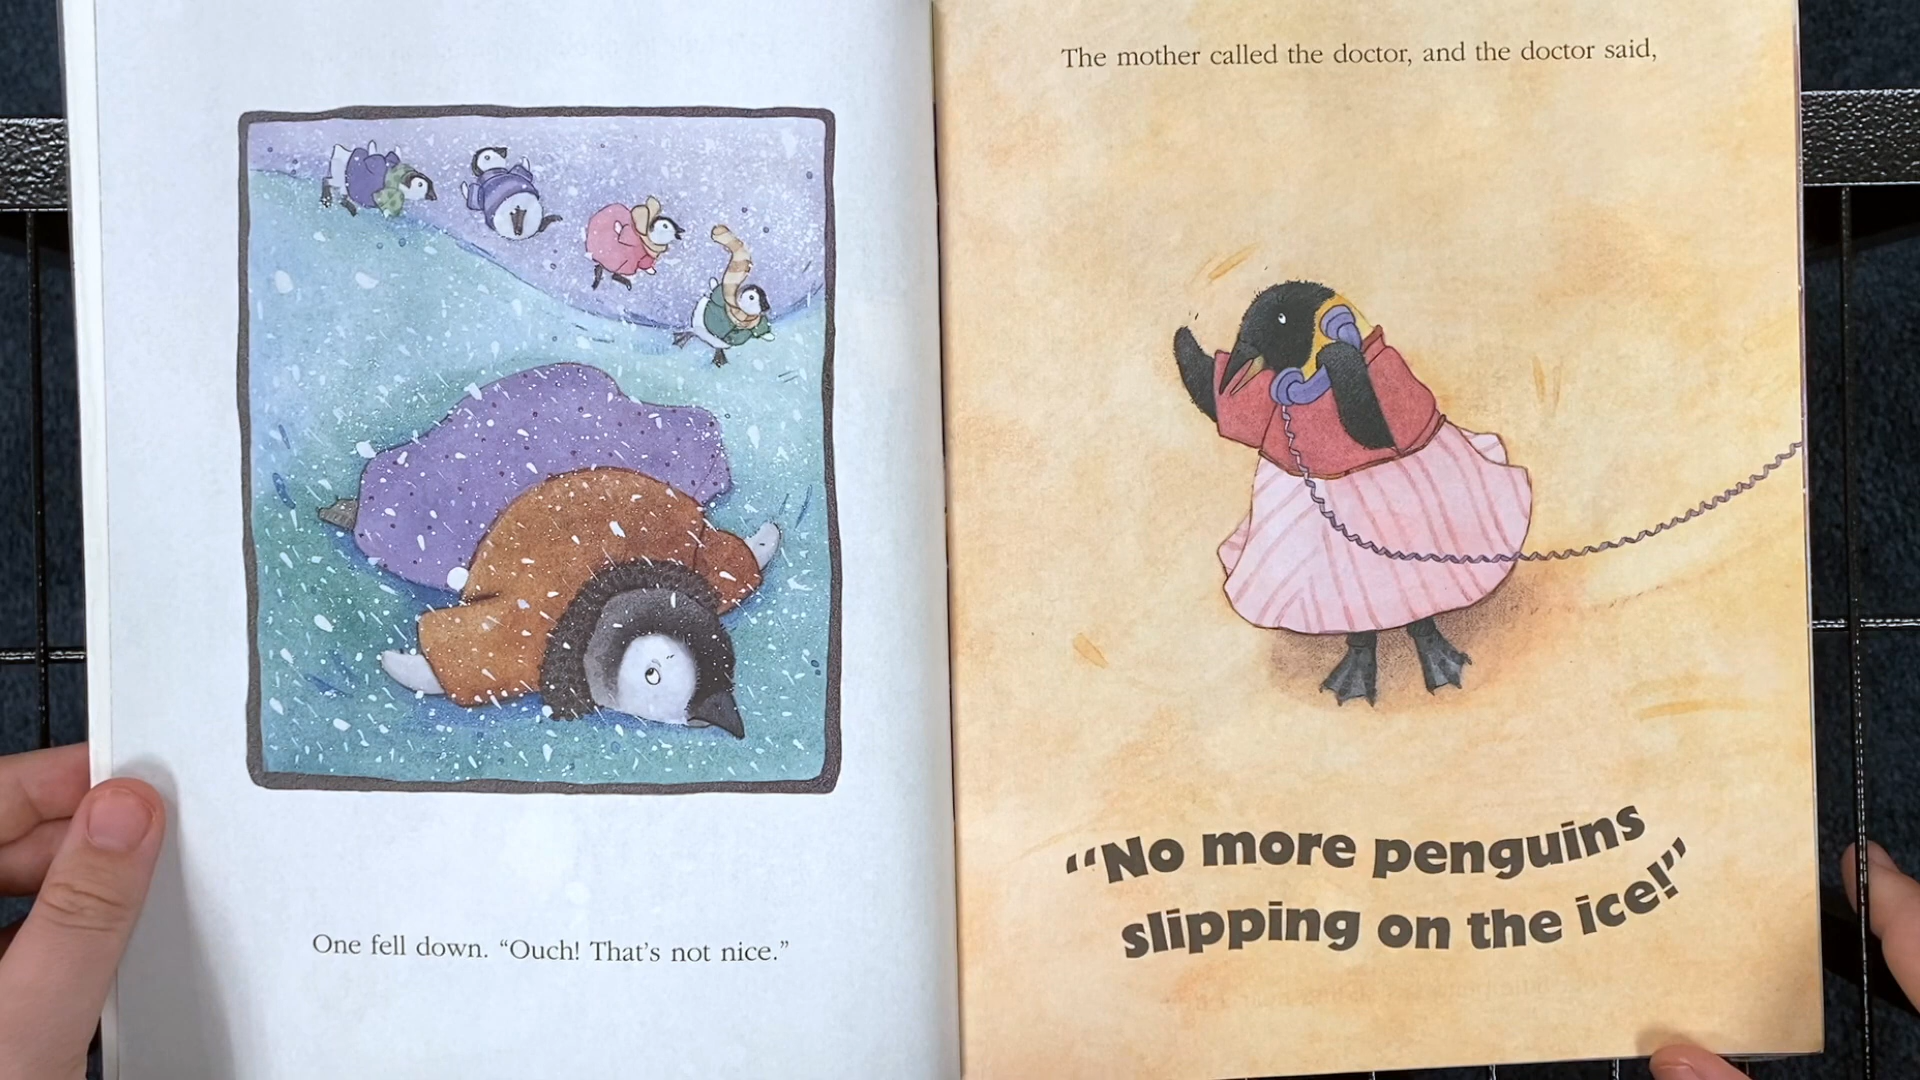 One fell down. “Ouch! That’s not nice.”
The mother called the doctor, and the doctor said,
“No more penguins
slipping on the ice!”